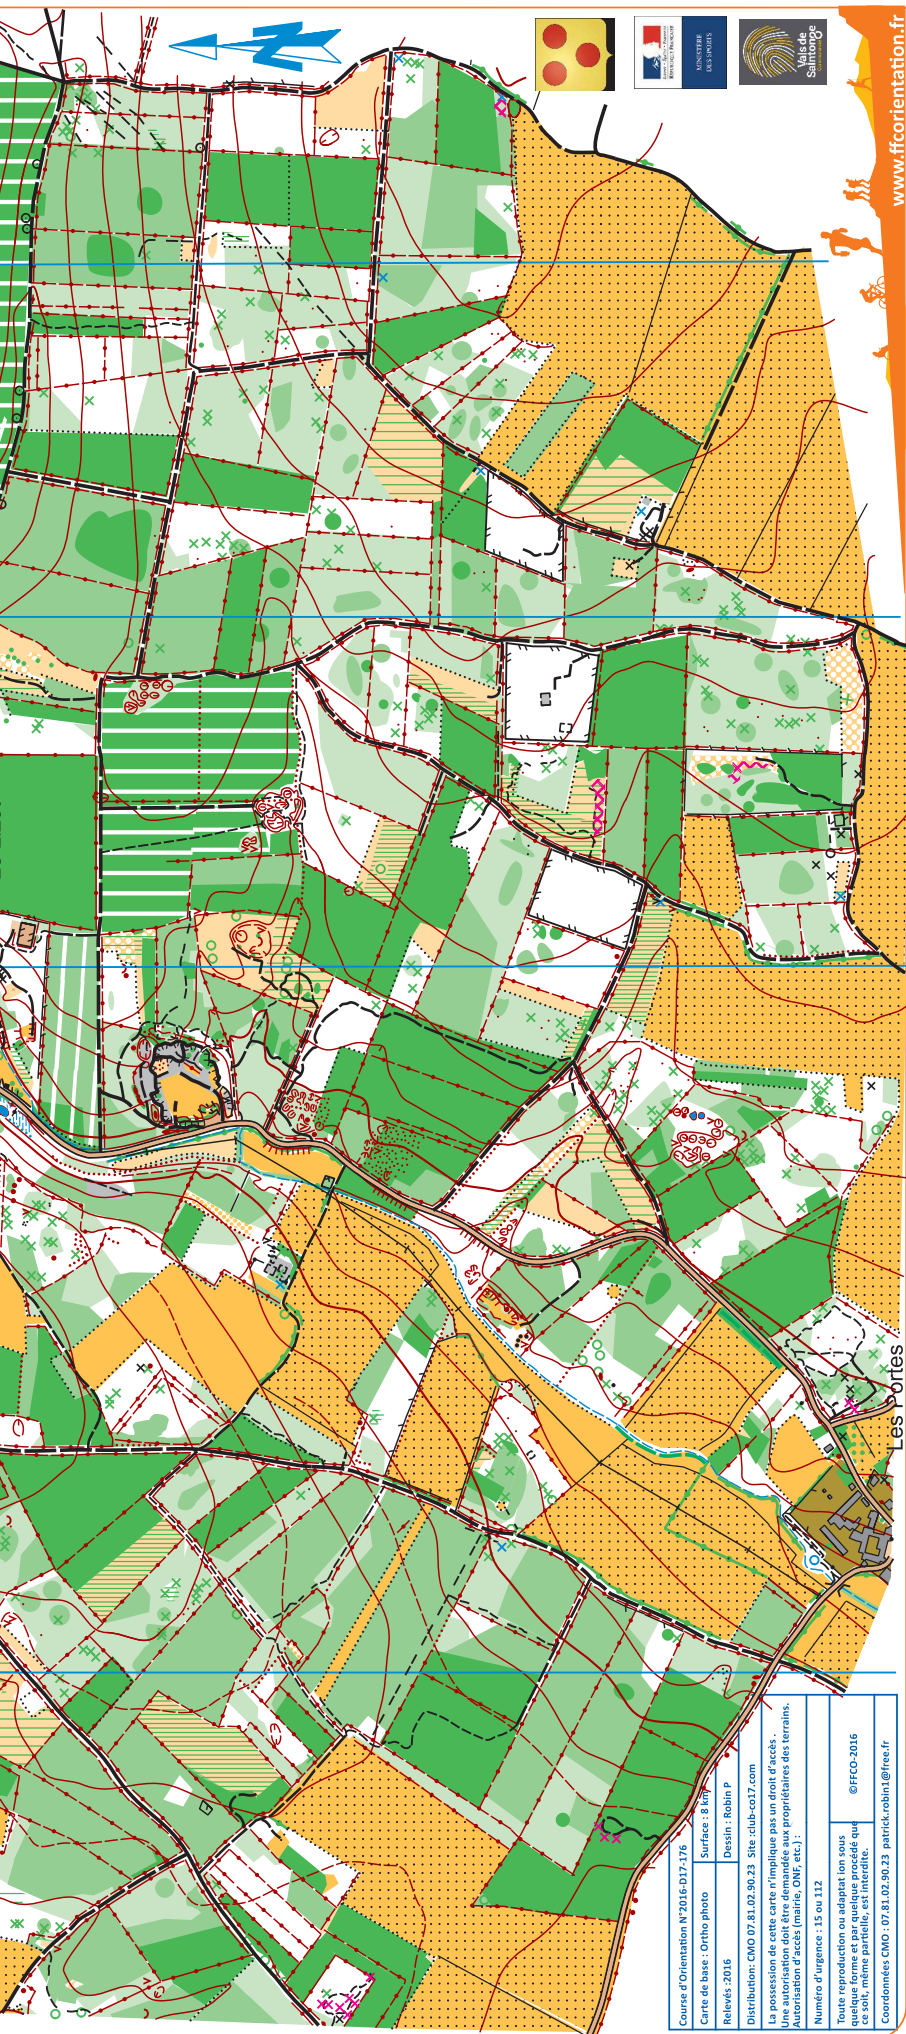 N
RÉPUBLIQUE FRANÇAISE
MINISTÈRE
DES SPORTS
Vals de
Saintonge
www.ffcorientation.fr
Les Portes
Course d'Orientation N°2016-D17-176
Carte de base : Ortho photo
Surface : 8 km²
Relevés :2016
Dessin : Robin P
Distribution: CMO 07.81.02.90.23 Site :club-co17.com
La possession de cette carte n'implique pas un droit d'accès .
Une autorisation doit être demandée aux propriétaires des terrains.
Autorisation d'accès (mairie, ONF, etc.) :
Numéro d'urgence : 15 ou 112
Toute reproduction ou adaptat ion sous
quelque forme et par quelque procédé que
ce soit, même partielle, est interdite.
©FFCO-2016
Coordonnées CMO : 07.81.02.90.23 patrick.robin1@free.fr